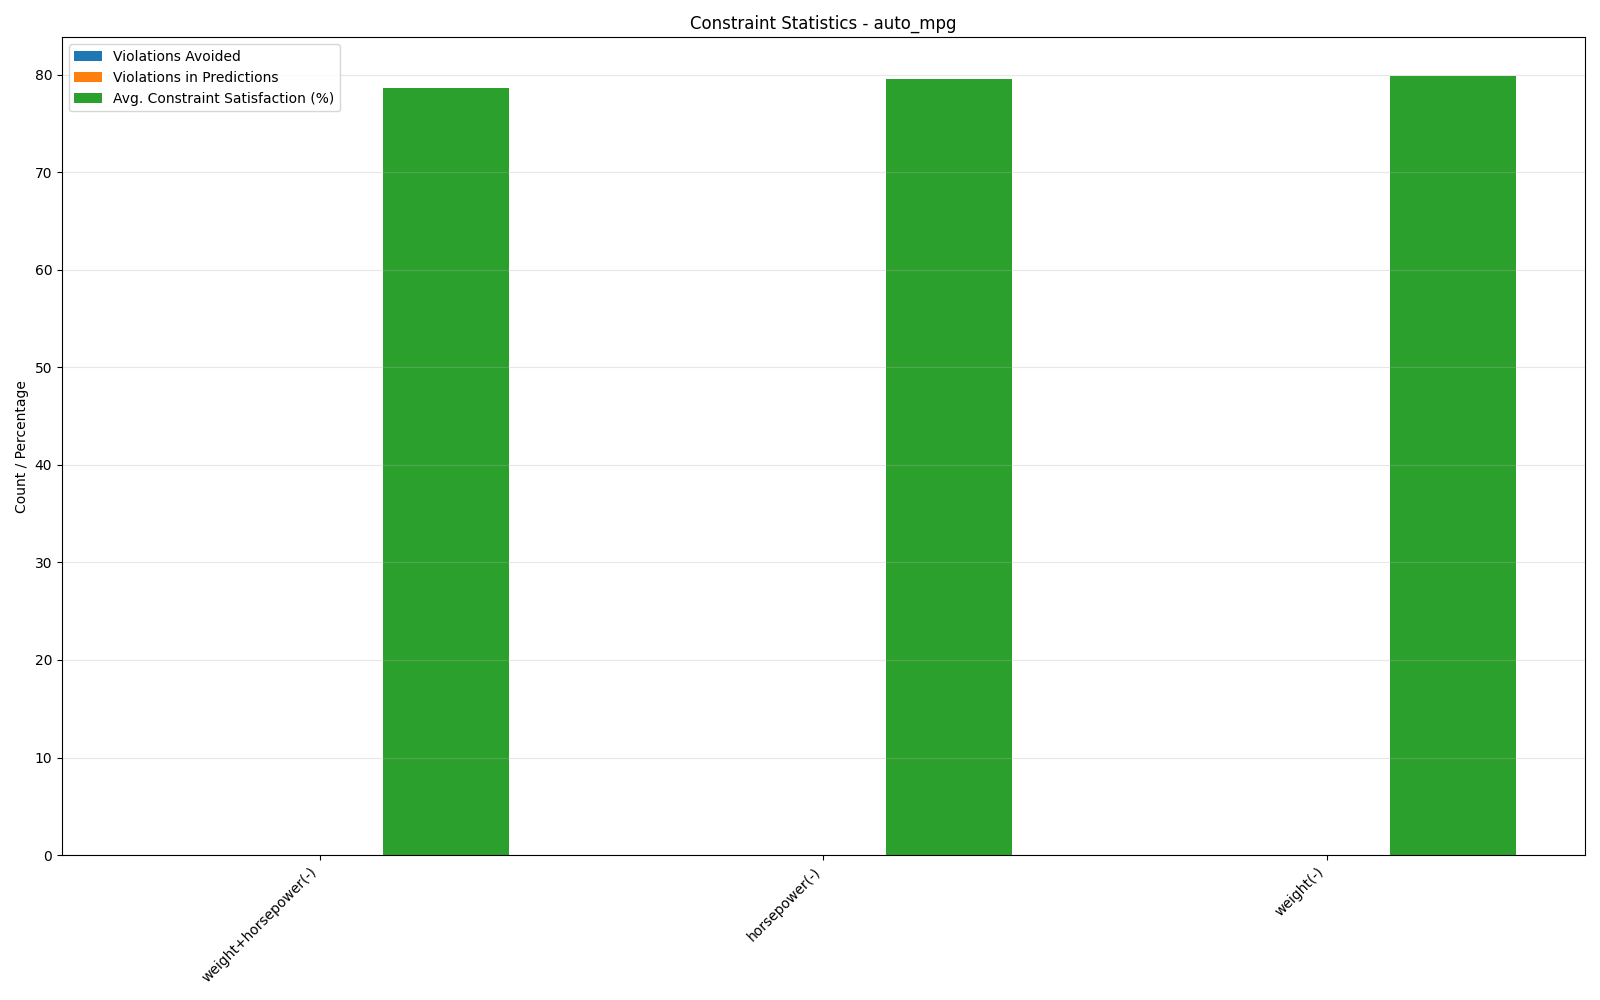 Constraint Statistics - auto_mpg
Violations Avoided
Violations in Predictions
Avg. Constraint Satisfaction (%)
Count / Percentage
80
70
60
50
40
30
20
10
0
weight+horsepower(-)
horsepower(-)
weight(-)